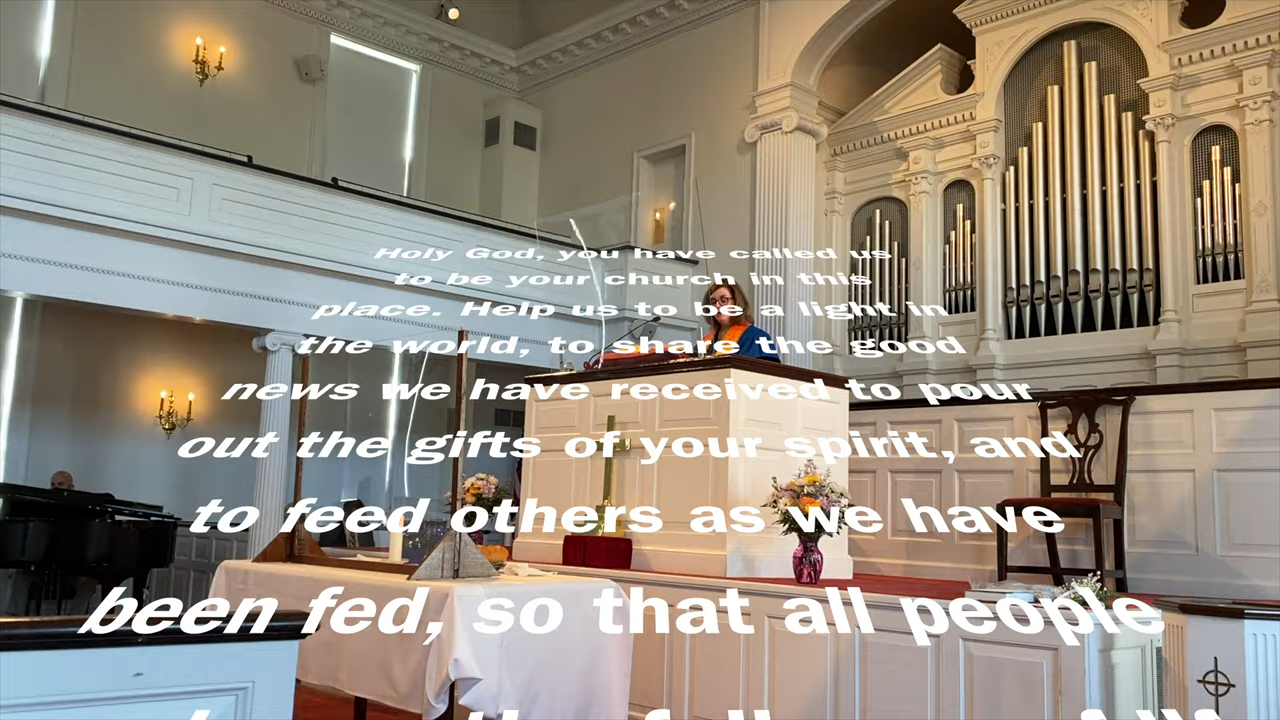 Holy God, you have called us
to be your church in this
place. Help us to be a light in
the world, to share the good
news we have received to pour
out the gifts of your spirit, and
to feed others as we have
been fed, so that all people